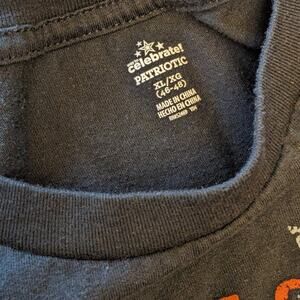 celebrate!
PATRIOTIC
XL/XG
(46-48)
MADE IN CHINA
HECHO EN CHINA